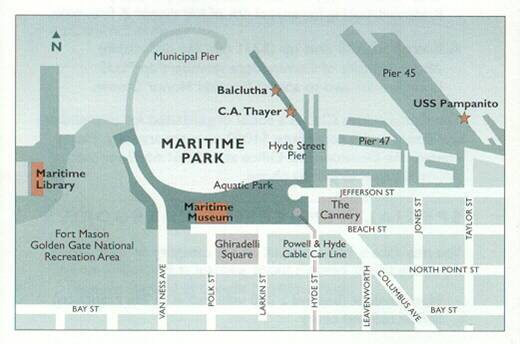 N
Municipal Pier
Pier 45
Balclutha
C.A. Thayer
USS Pampanito
MARITIME
PARK
Hyde Street
Pier
Pier 47
Maritime
Library
Aquatic Park
JEFFERSON ST
Maritime
Museum
The
Cannery
BEACH ST
JONES ST
TAYLOR ST
Fort Mason
Golden Gate National
Recreation Area
Ghiradelli
Square
Powell & Hyde
Cable Car Line
NORTH POINT ST
VAN NESS AVE
POLK ST
LARKIN ST
HYDE ST
LEAVENWORTH
COLUMBUS AVE
BAY ST
BAY ST